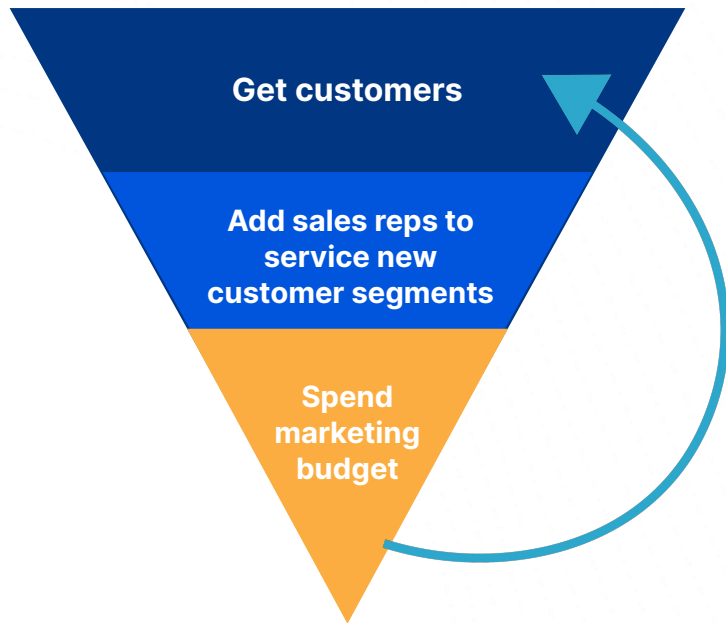 Get customers
Add sales reps to
service new
customer segments
Spend
marketing
budget